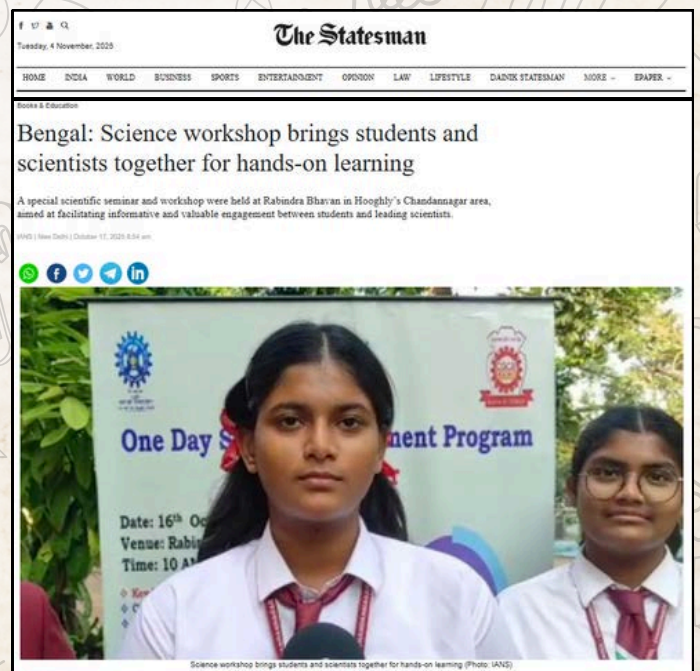 Tuesday, 4 November, 2025
The Statesman
HOME INDIA WORLD BUSINESS SPORTS ENTERTAINMENT OPINION LAW LIFESTYLE DAINIK STATESMAN MORE EPAPER
Books & Education
Bengal: Science workshop brings students and
scientists together for hands-on learning
A special scientific seminar and workshop were held at Rabindra Bhavan in Hooghly's Chandannagar area,
aimed at facilitating informative and valuable engagement between students and leading scientists.
IANS | New Delhi | October 17, 2025 8:54 am
One Day S ment Program
Date: 16th Oc
Venue: Rabi
Time: 10 AM
Science workshop brings students and scientists together for hands-on learning (Photo: IANS)